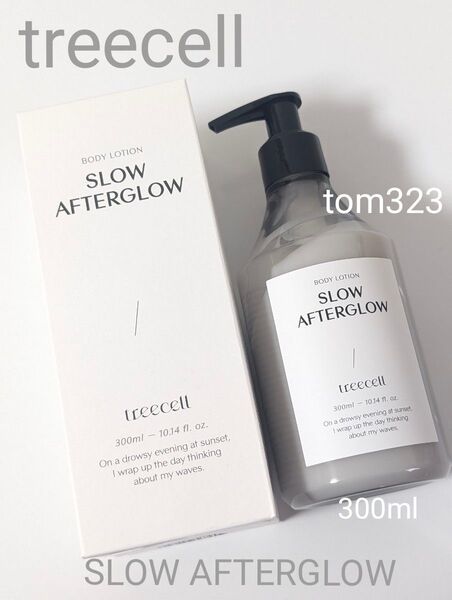 treecell
BODY LOTION
SLOW
AFTERGLOW
/
treecell
300ml — 10.14 fl. oz.
On a drowsy evening at sunset,
I wrap up the day thinking
about my waves.
tom323
BODY LOTION
SLOW
AFTERGLOW
/
treecell
300ml — 10.14 fl. oz.
On a drowsy evening at sunset,
I wrap up the day thinking
about my waves.
300ml
SLOW AFTERGLOW